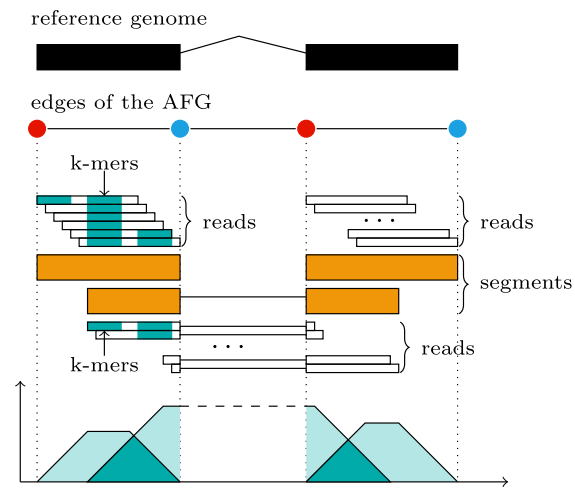 reference genome
edges of the AFG
k-mers
reads
reads
segments
reads
k-mers